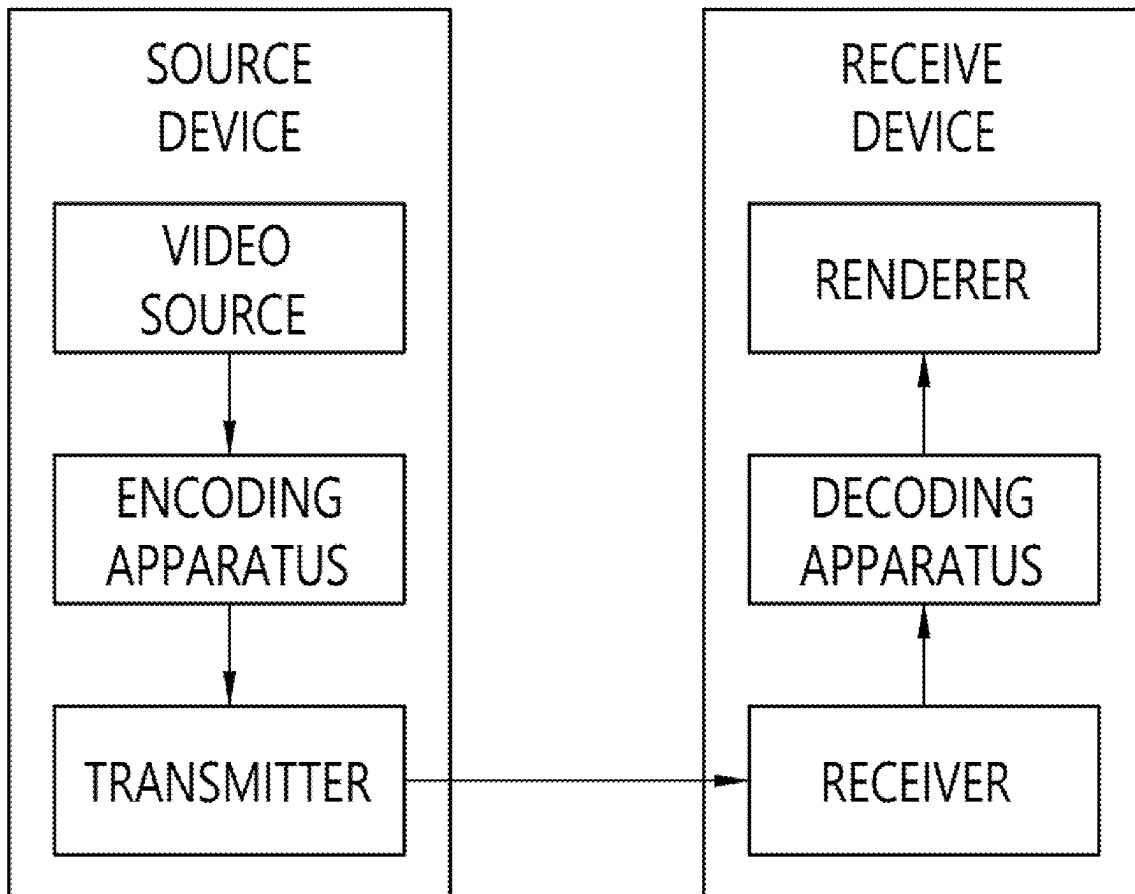 SOURCE
DEVICE
VIDEO
SOURCE
ENCODING
APPARATUS
TRANSMITTER
RECEIVE
DEVICE
RENDERER
DECODING
APPARATUS
RECEIVER